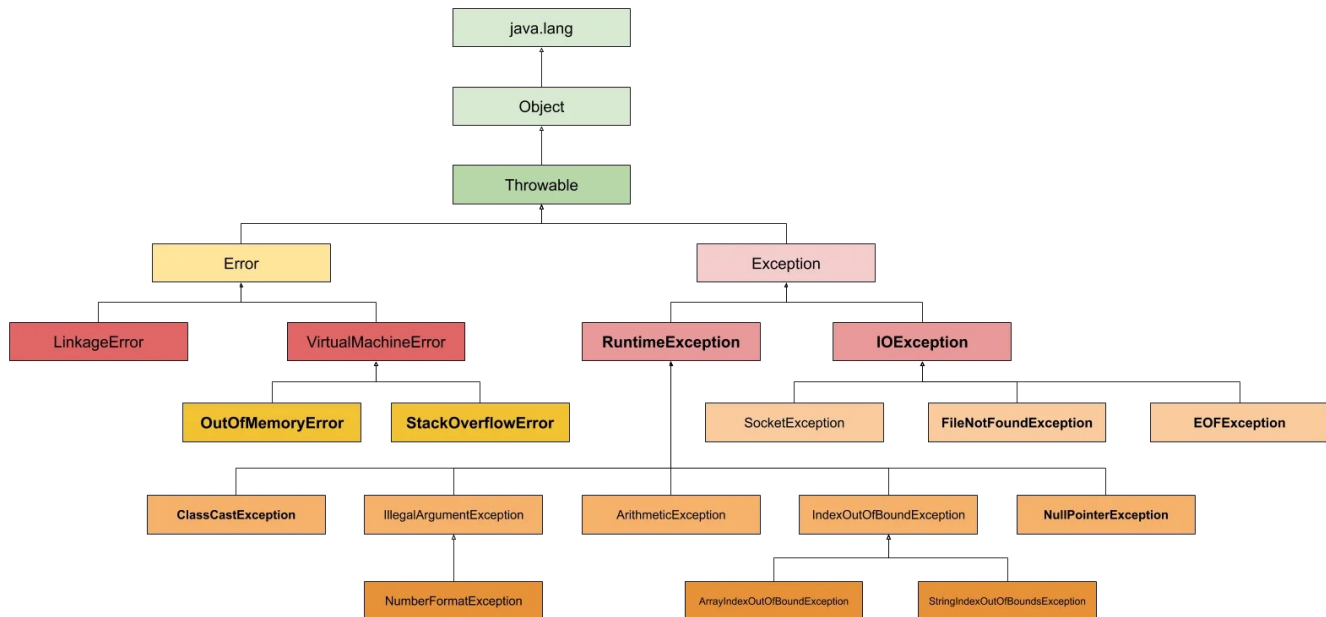 java.lang
Object
Throwable
Error
Exception
LinkageError
VirtualMachineError
RuntimeException
IOException
OutOfMemoryError
StackOverflowError
SocketException
FileNotFoundException
EOFException
ClassCastException
IllegalArgumentException
ArithmeticException
IndexOutOfBoundException
NullPointerException
NumberFormatException
ArrayIndexOutOfBoundException
StringIndexOutOfBoundsException